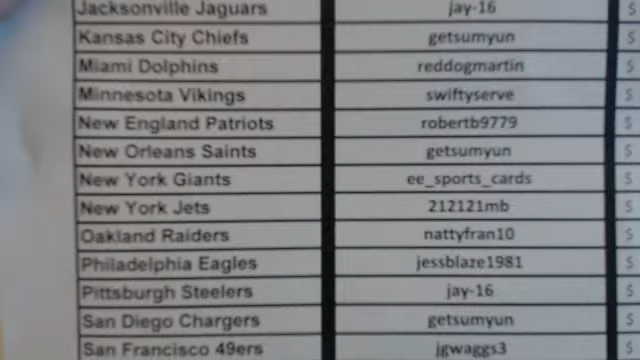 Jacksonville Jaguars jay-16 $
Kansas City Chiefs getsumyun $
Miami Dolphins reddogmartin $
Minnesota Vikings swiftyserve $
New England Patriots robertb9779 $
New Orleans Saints getsumyun $
New York Giants ee_sports_cards $
New York Jets 212121mb $
Oakland Raiders nattyfran10 $
Philadelphia Eagles jessblaze1981 $
Pittsburgh Steelers jay-16 $
San Diego Chargers getsumyun $
San Francisco 49ers jgwaggs3 $